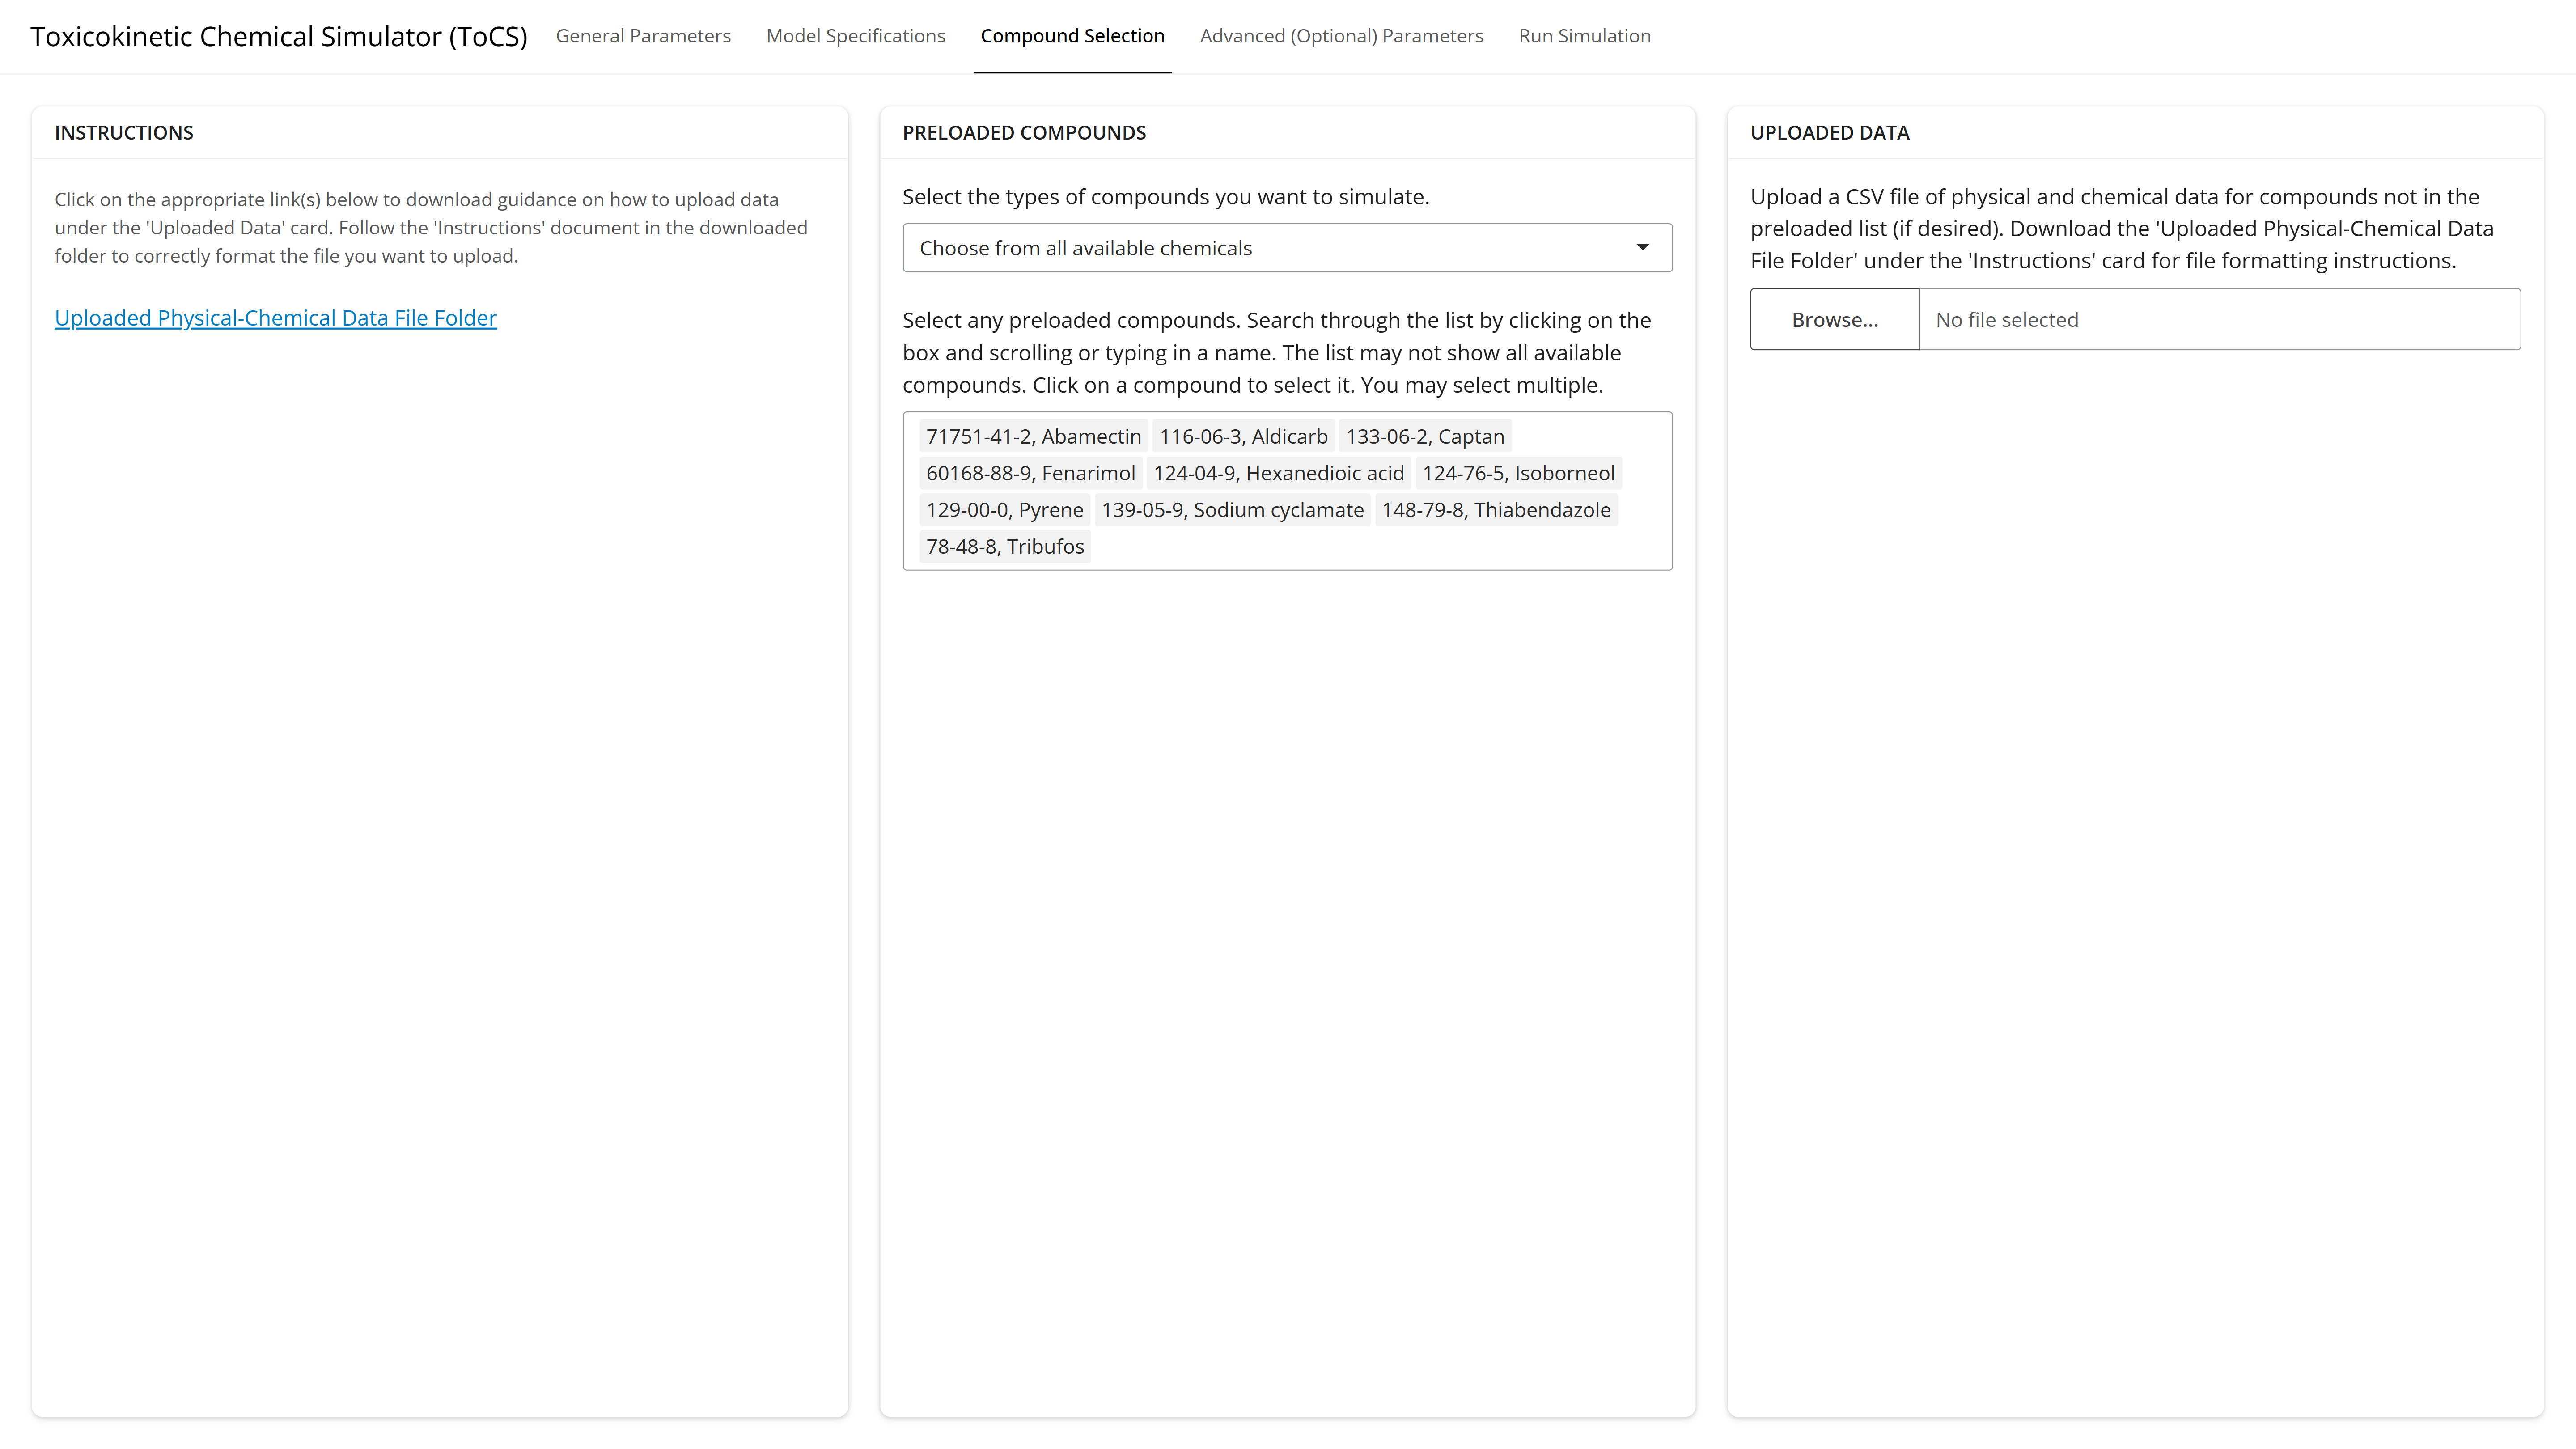 Toxicokinetic Chemical Simulator (ToCS)
General Parameters
Model Specifications
Compound Selection
Advanced (Optional) Parameters
Run Simulation
INSTRUCTIONS
Click on the appropriate link(s) below to download guidance on how to upload data
under the 'Uploaded Data' card. Follow the 'Instructions' document in the downloaded
folder to correctly format the file you want to upload.
Uploaded Physical-Chemical Data File Folder
PRELOADED COMPOUNDS
Select the types of compounds you want to simulate.
Choose from all available chemicals
Select any preloaded compounds. Search through the list by clicking on the
box and scrolling or typing in a name. The list may not show all available
compounds. Click on a compound to select it. You may select multiple.
71751-41-2, Abamectin 116-06-3, Aldicarb 133-06-2, Captan
60168-88-9, Fenarimol 124-04-9, Hexanedioic acid 124-76-5, Isoborneol
129-00-0, Pyrene 139-05-9, Sodium cyclamate 148-79-8, Thiabendazole
78-48-8, Tribufos
UPLOADED DATA
Upload a CSV file of physical and chemical data for compounds not in the
preloaded list (if desired). Download the 'Uploaded Physical-Chemical Data
File Folder' under the 'Instructions' card for file formatting instructions.
Browse... No file selected